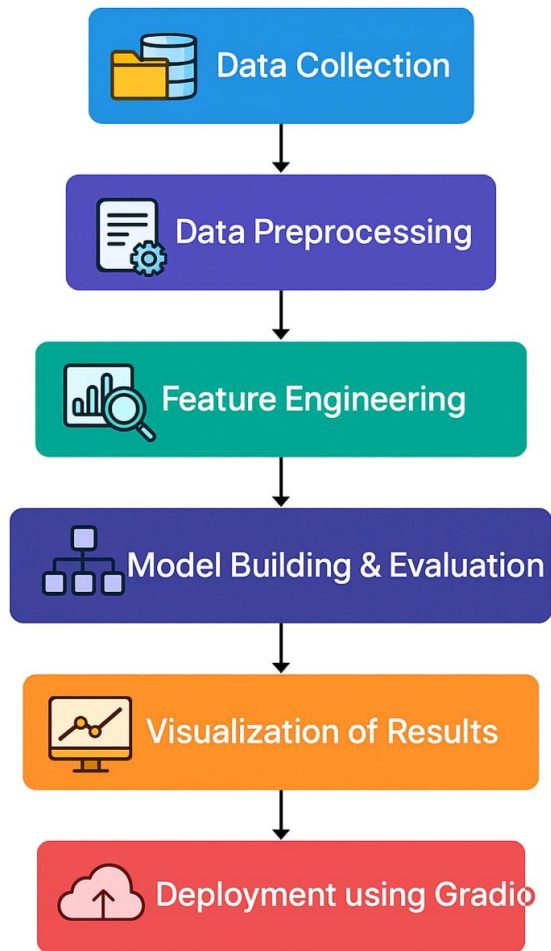 Data Collection
Data Preprocessing
Feature Engineering
Model Building & Evaluation
Visualization of Results
Deployment using Gradio